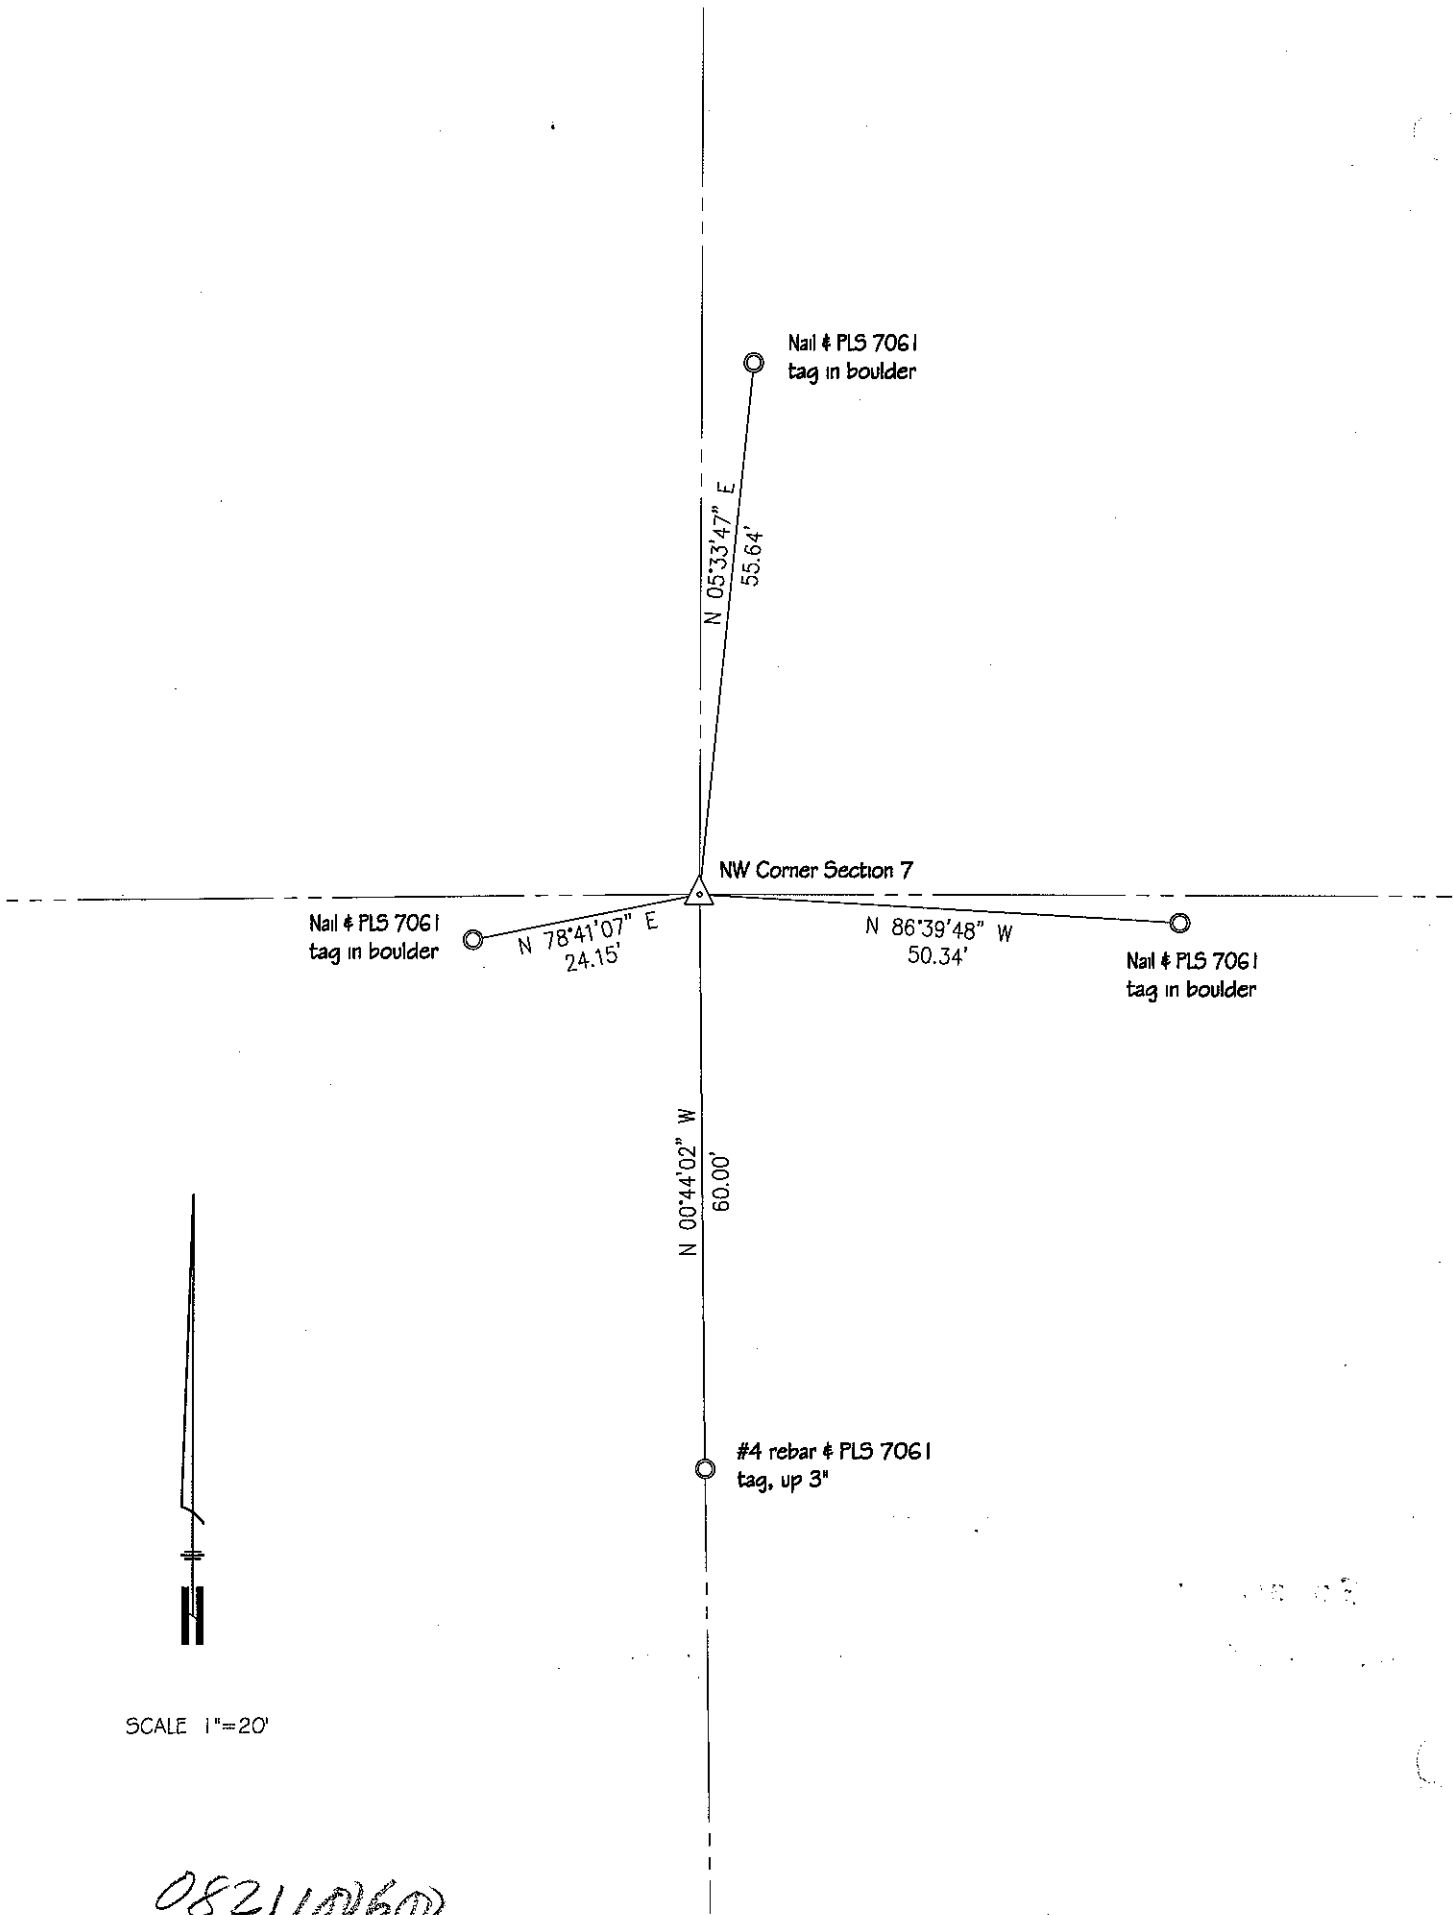 Nail & PLS 7061
tag in boulder
N 05°33'47" E
55.64'
NW Corner Section 7
Nail & PLS 7061
tag in boulder
N 78°41'07" E
24.15'
N 86°39'48" W
50.34'
Nail & PLS 7061
tag in boulder
N 00°44'02" W
60.00'
#4 rebar & PLS 7061
tag, up 3"
SCALE 1"=20'